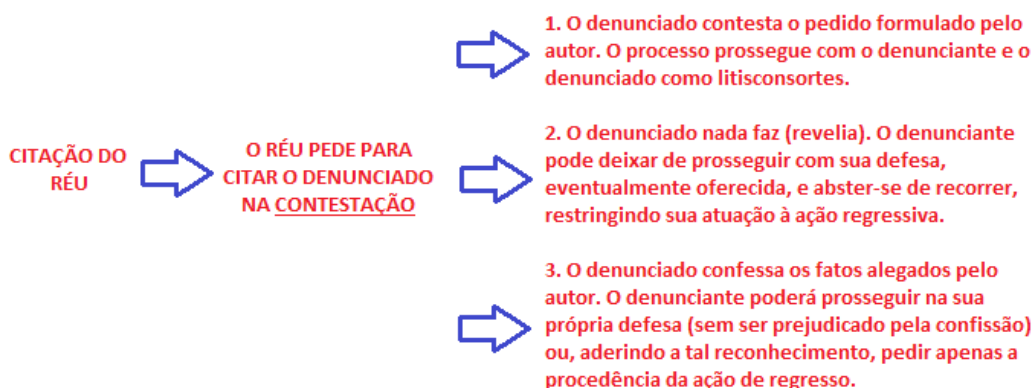 CITAÇÃO DO
RÉU
O RÉU PEDE PARA
CITAR O DENUNCIADO
NA CONTESTAÇÃO
1. O denunciado contesta o pedido formulado pelo
autor. O processo prossegue com o denunciante e o
denunciado como litisconsortes.
2. O denunciado nada faz (revelia). O denunciante
pode deixar de prosseguir com sua defesa,
eventualmente oferecida, e abster-se de recorrer,
restringindo sua atuação à ação regressiva.
3. O denunciado confessa os fatos alegados pelo
autor. O denunciante poderá prosseguir na sua
própria defesa (sem ser prejudicado pela confissão)
ou, aderindo a tal reconhecimento, pedir apenas a
procedência da ação de regresso.